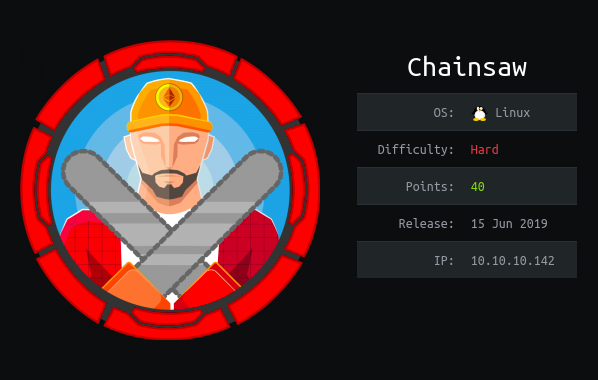 Chainsaw
OS: Linux
Difficulty: Hard
Points: 40
Release: 15 Jun 2019
IP: 10.10.10.142